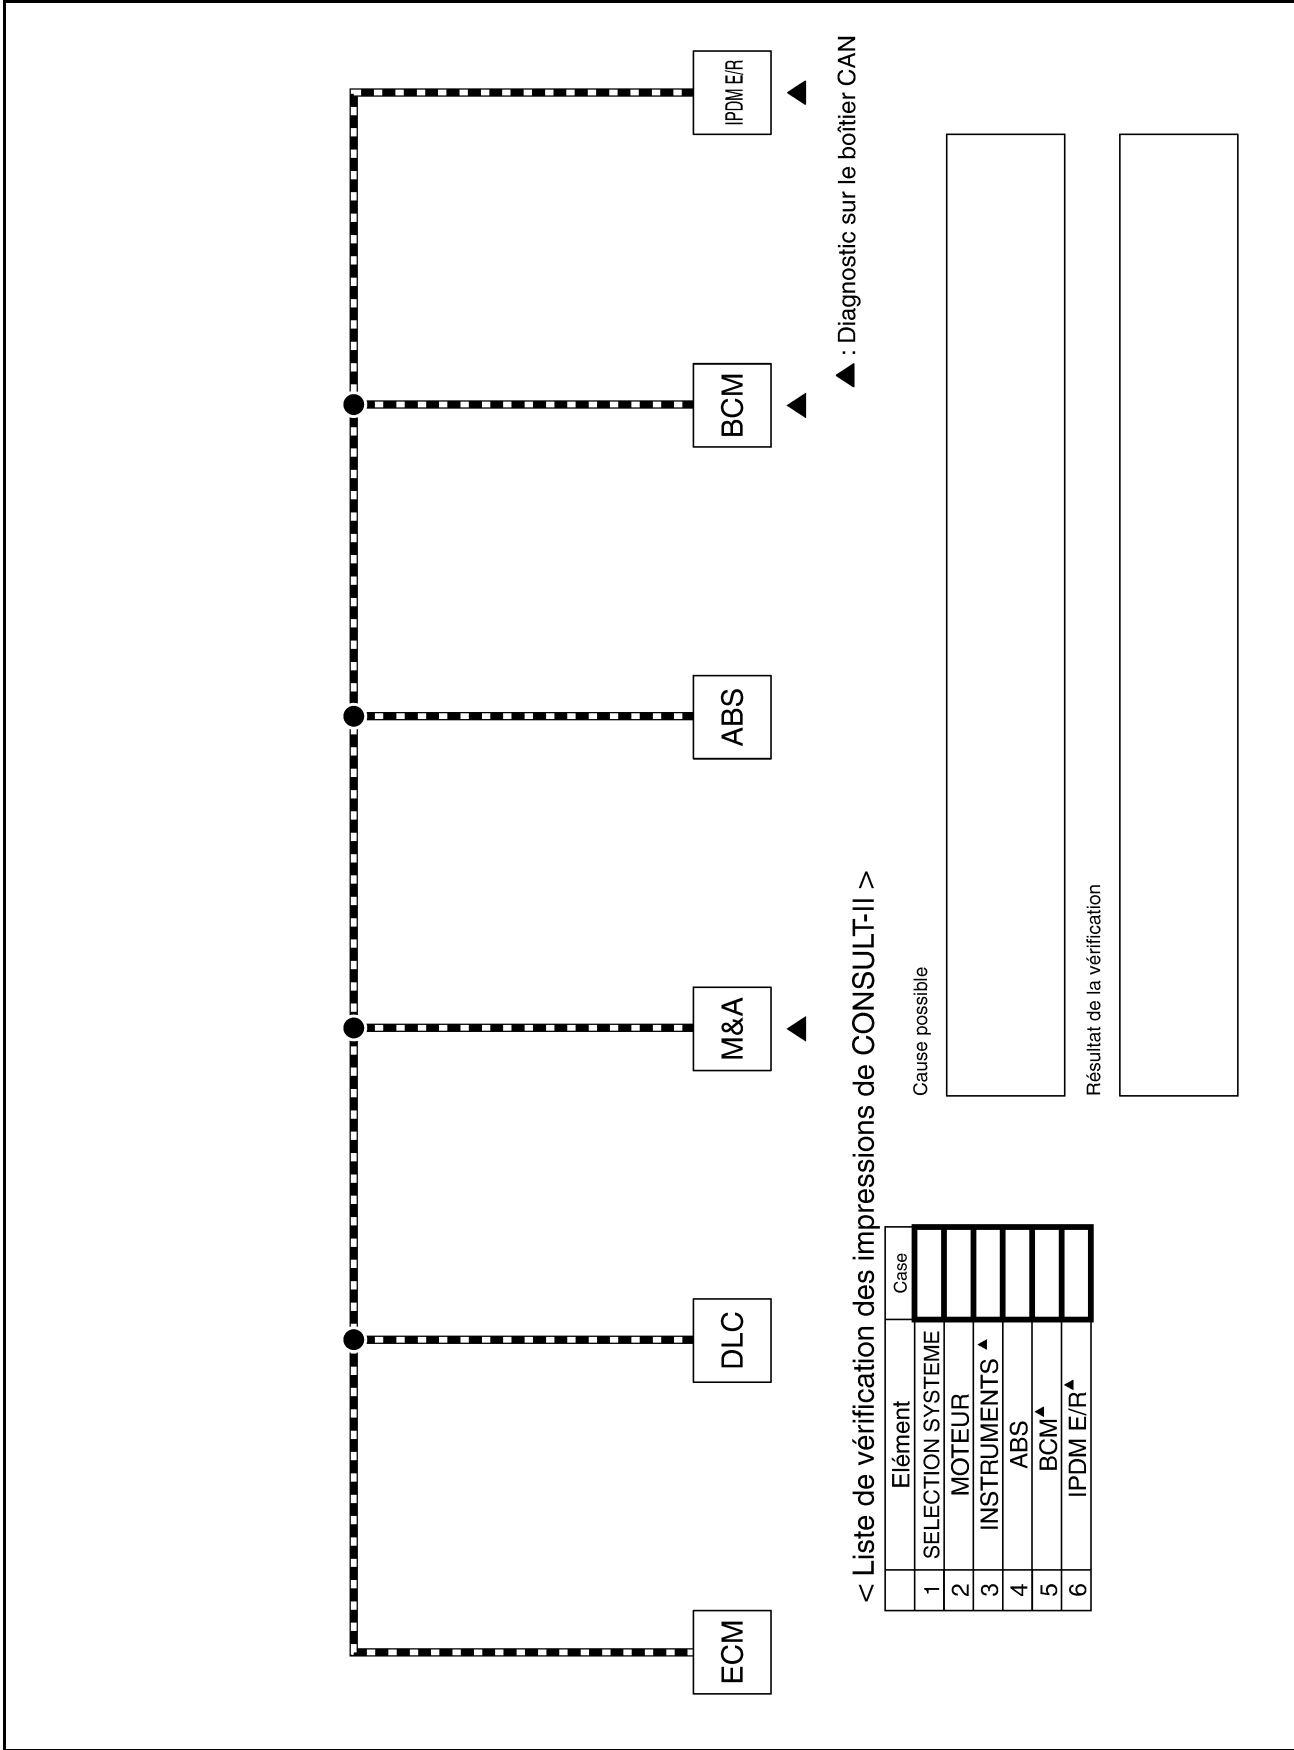 ECM
DLC
M&A
ABS
BCM
IPDM E/R
▲
▲
▲
▲ : Diagnostic sur le boîtier CAN
< Liste de vérification des impressions de CONSULT-II >
Elément Case
1 SELECTION SYSTEME
2 MOTEUR
3 INSTRUMENTS ▲
4 ABS
5 BCM▲
6 IPDM E/R▲
Cause possible
Résultat de la vérification